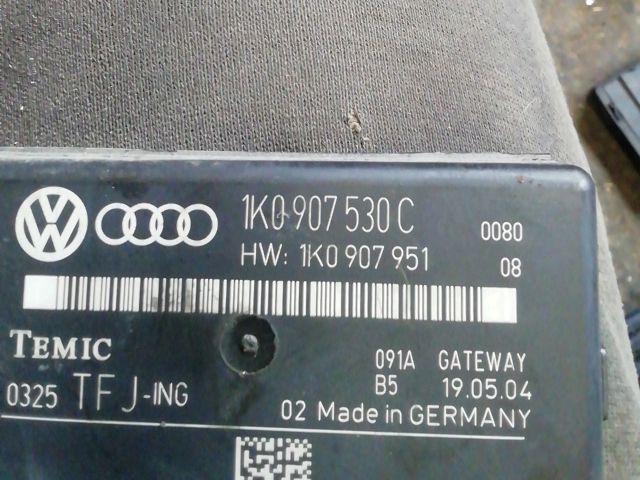 1K0 907 530 C
0080
HW: 1K0 907 951
08
TEMIC
091A GATEWAY
0325 TFJ-ING
B5 19.05.04
02 Made in GERMANY